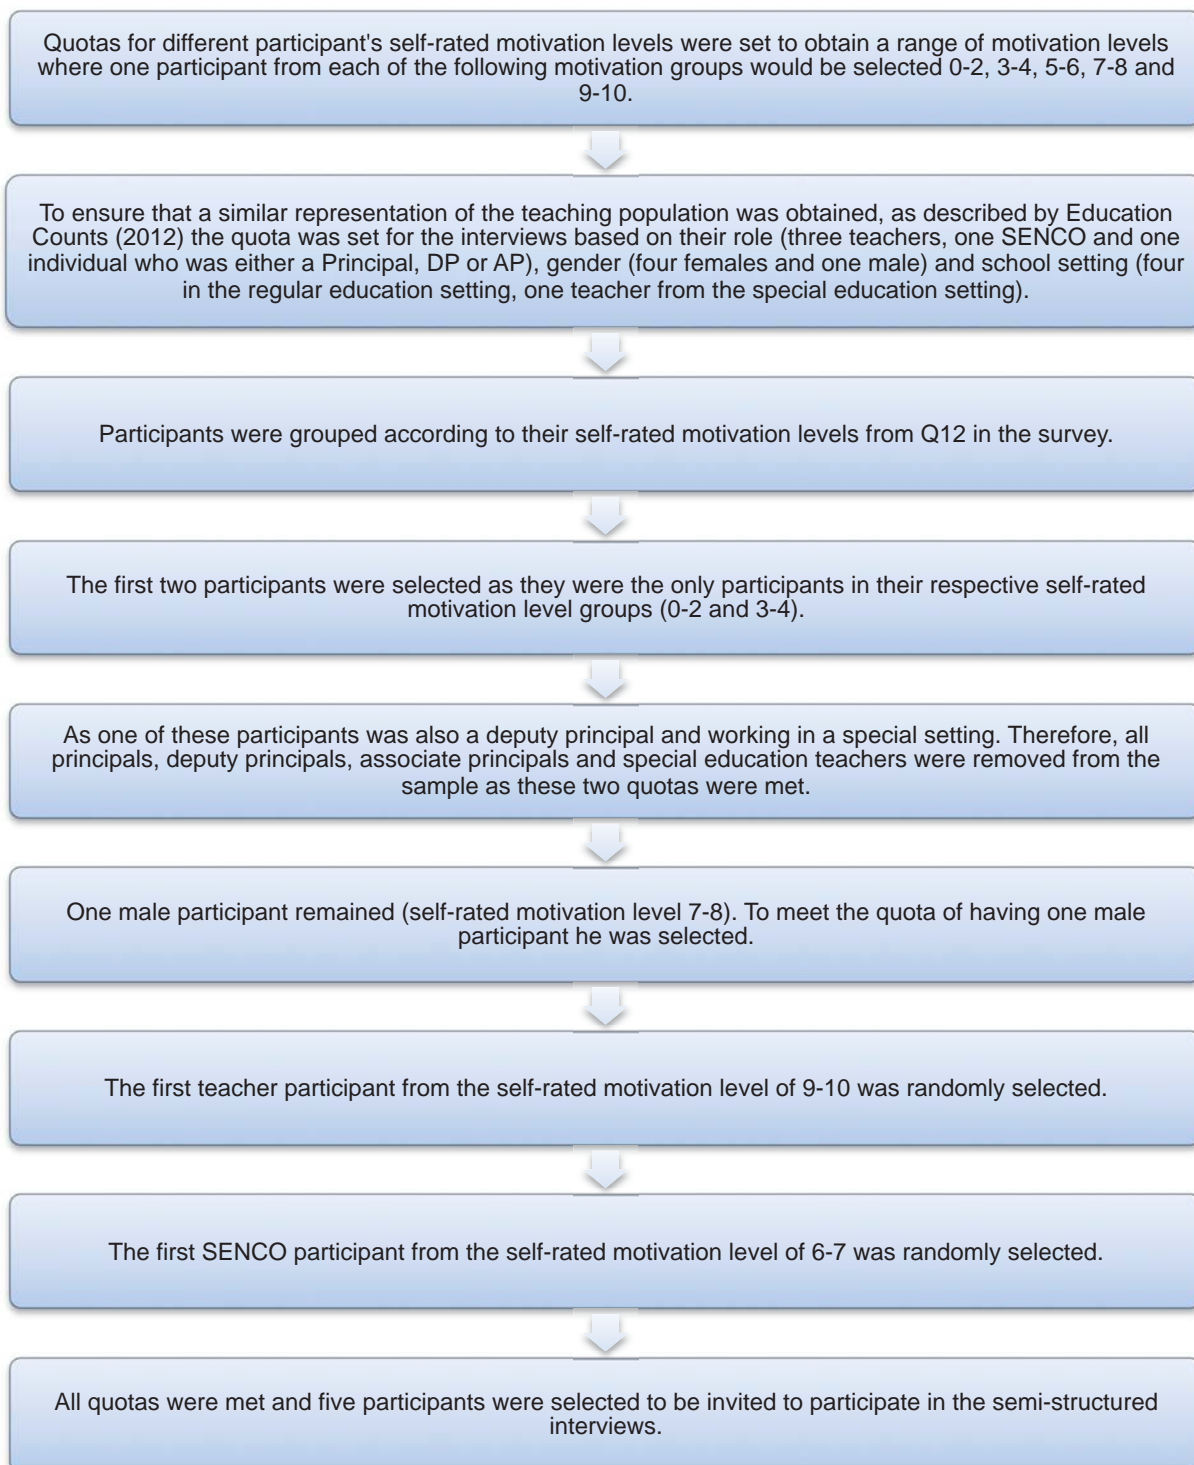 Quotas for different participant's self-rated motivation levels were set to obtain a range of motivation levels
where one participant from each of the following motivation groups would be selected 0-2, 3-4, 5-6, 7-8 and
9-10.
To ensure that a similar representation of the teaching population was obtained, as described by Education
Counts (2012) the quota was set for the interviews based on their role (three teachers, one SENCO and one
individual who was either a Principal, DP or AP), gender (four females and one male) and school setting (four
in the regular education setting, one teacher from the special education setting).
Participants were grouped according to their self-rated motivation levels from Q12 in the survey.
The first two participants were selected as they were the only participants in their respective self-rated
motivation level groups (0-2 and 3-4).
As one of these participants was also a deputy principal and working in a special setting. Therefore, all
principals, deputy principals, associate principals and special education teachers were removed from the
sample as these two quotas were met.
One male participant remained (self-rated motivation level 7-8). To meet the quota of having one male
participant he was selected.
The first teacher participant from the self-rated motivation level of 9-10 was randomly selected.
The first SENCO participant from the self-rated motivation level of 6-7 was randomly selected.
All quotas were met and five participants were selected to be invited to participate in the semi-structured
interviews.